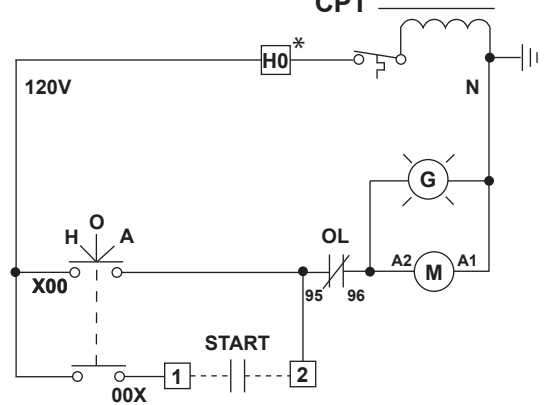 CPT
H0 *
120V
N
G
H O A
OL
A2 M A1
X00
95 96
START
1 2
00X